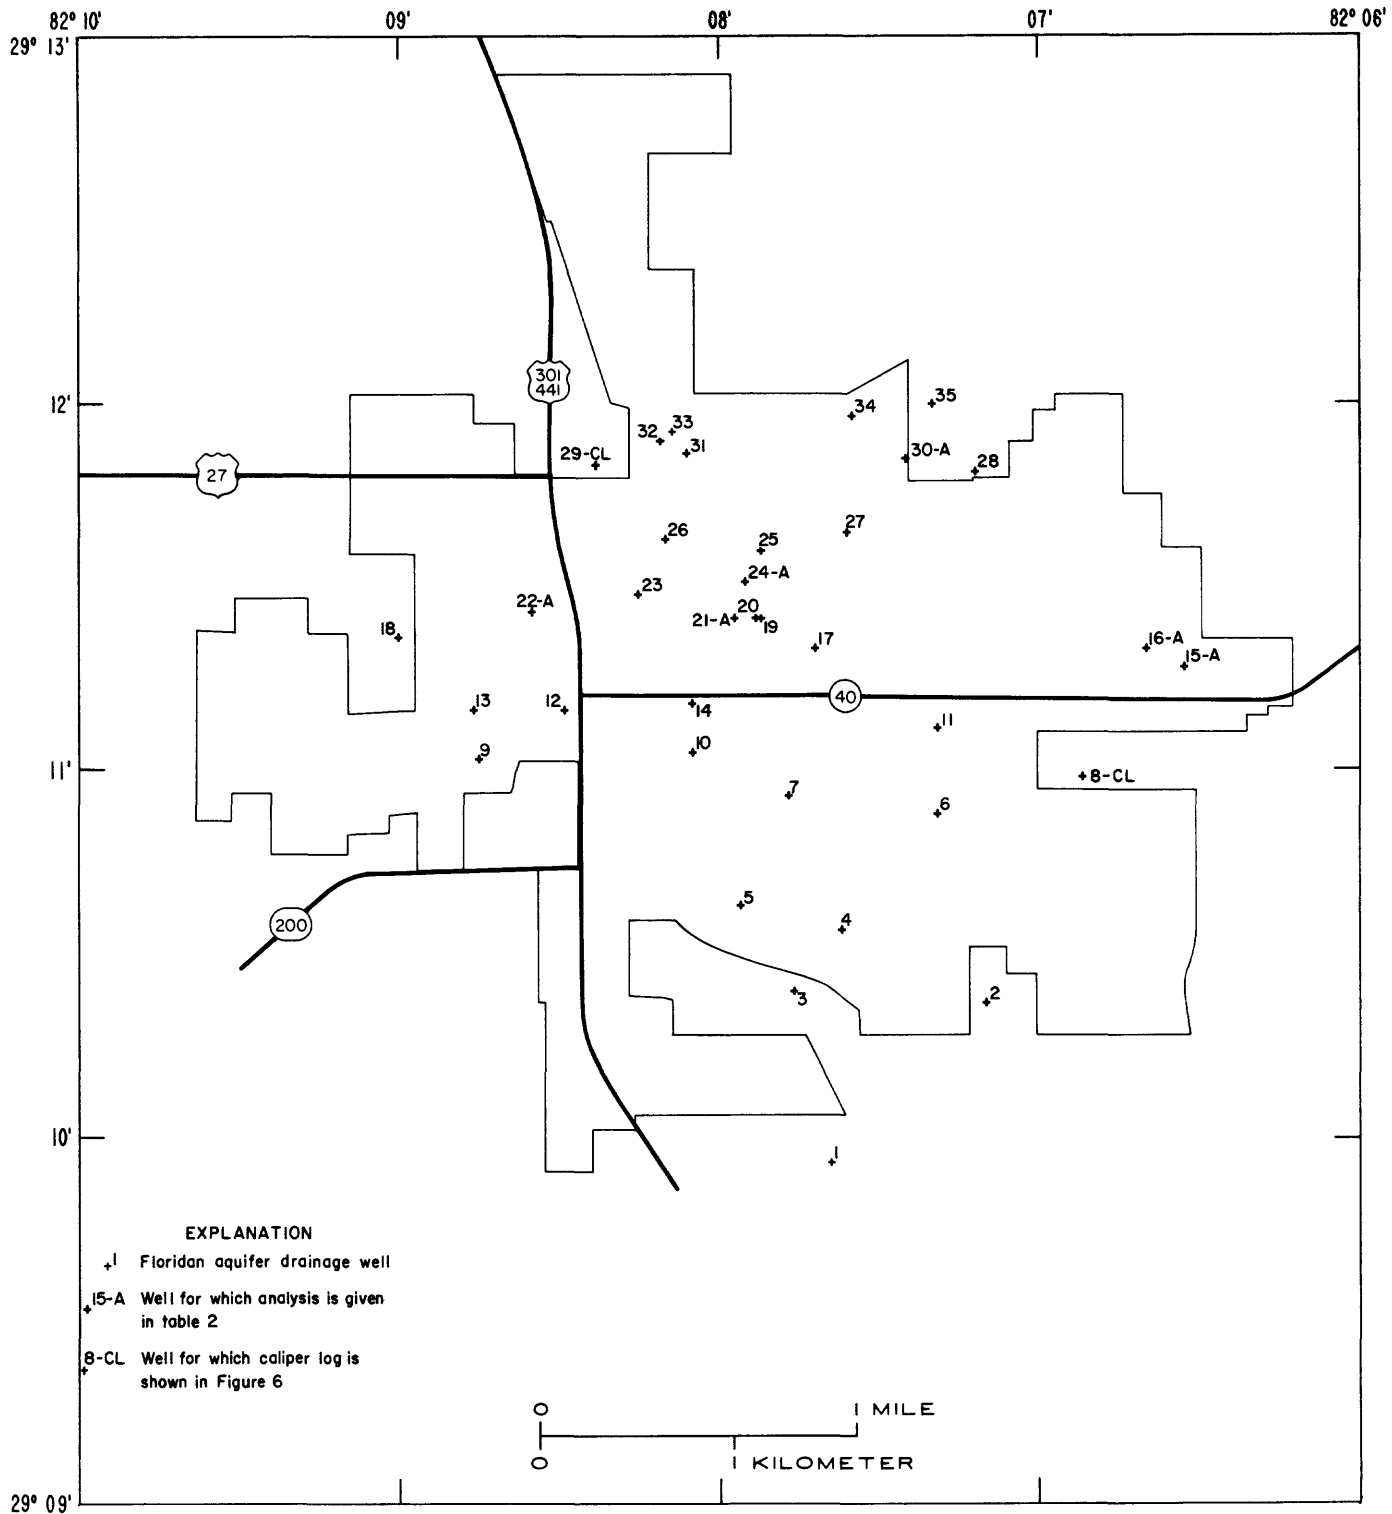 82° 10' 09' 08' 07' 82° 06'
29° 13'
301
441
12'
34 35
32 33
31
29-CL
30-A
28
27
27
26
25
24-A
23
22-A
20
21-A
19
18
17
16-A
15-A
40
13
12
14
11
10
9
11'
8-CL
7
6
5
4
200
3
2
10'
1
EXPLANATION
1 Floridan aquifer drainage well
15-A Well for which analysis is given
in table 2
8-CL Well for which caliper log is
shown in Figure 6
0 1 MILE
0 1 KILOMETER
29° 09'